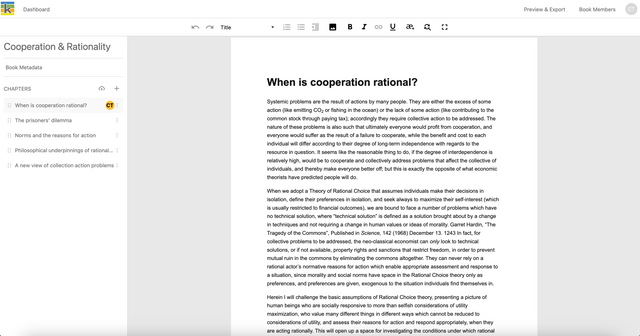 Dashboard
Preview & Export
Book Members
CT
Title
B I U æ
Cooperation & Rationality
Book Metadata
CHAPTERS
When is cooperation rational?
CT
The prisoners' dilemma
Norms and the reasons for action
Philosophical underpinnings of rational...
A new view of collection action problems
When is cooperation rational?
Systemic problems are the result of actions by many people. They are either the excess of some
action (like emitting CO2 or fishing in the ocean) or the lack of some action (like contributing to the
common stock through paying tax); accordingly they require collective action to be addressed. The
nature of these problems is also such that ultimately everyone would profit from cooperation, and
everyone would suffer as the result of a failure to cooperate, while the benefit and cost to each
individual will differ according to their degree of long-term independence with regards to the
resource in question. It seems like the reasonable thing to do, if the degree of interdependence is
relatively high, would be to cooperate and collectively address problems that affect the collective of
individuals, and thereby make everyone better off; but this is exactly the opposite of what economic
theorists have predicted people will do.
When we adopt a Theory of Rational Choice that assumes individuals make their decisions in
isolation, define their preferences in isolation, and seek always to maximize their self-interest (which
is usually restricted to financial outcomes), we are bound to face a number of problems which have
no technical solution, where "technical solution" is defined as a solution brought about by a change
in techniques and not requiring a change in human values or ideas of morality. Garret Hardin, "The
Tragedy of the Commons", Published in Science, 142 (1968) December 13. 1243 In fact, for
collective problems to be addressed, the neo-classical economist can only look to technical
solutions, or if not available, property rights and sanctions that restrict freedom, in order to prevent
mutual ruin in the commons by eliminating the commons altogether. They can never rely on a
rational actor's normative reasons for action which enable appropriate assessment and response to
a situation, since morality and social norms have space in the Rational Choice theory only as
preferences, and preferences are given, exogenous to the situation individuals find themselves in.
Herein I will challenge the basic assumptions of Rational Choice theory, presenting a picture of
human beings who are socially responsive to more than selfish considerations of utility
maximization, who value many different things in different ways which cannot be reduced to
considerations of utility, and assess their reasons for action and respond appropriately, when they
are acting rationally. This will open up a space for investigating the conditions under which rational